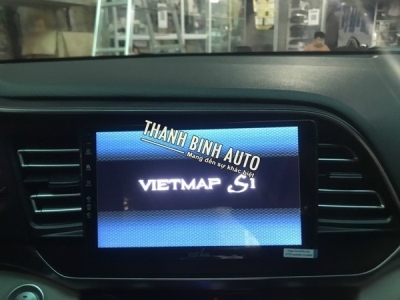 THANH BINH AUTO
Mang đến sự khác biệt
VIETMAP S1